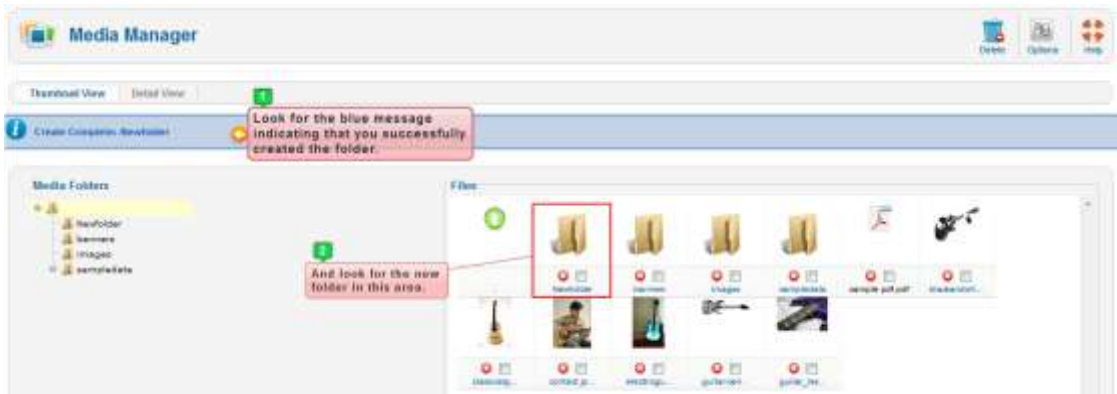 Media Manager
Delete
Options
Help
Thumbnail View
Detail View
1
Look for the blue message
indicating that you successfully
created the folder.
Create Complete: Newfolder
Media Folders
Files
Newfolder
banners
images
sampledata
2
And look for the new
folder in this area.
Newfolder
banners
images
sampledata
sample pdf.pdf